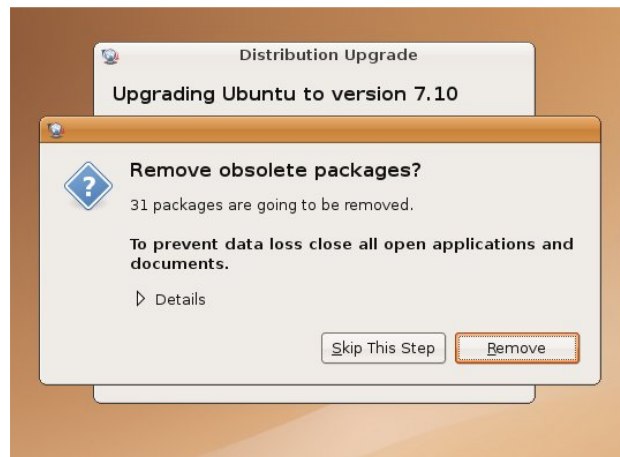 Distribution Upgrade
Upgrading Ubuntu to version 7.10
Remove obsolete packages?
31 packages are going to be removed.
To prevent data loss close all open applications and
documents.
Details
Skip This Step
Remove